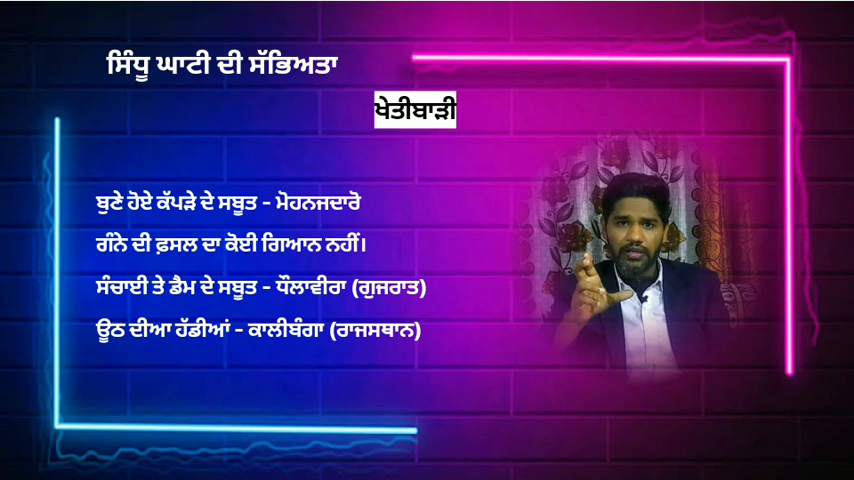 ਸਿੰਧੂ ਘਾਟੀ ਦੀ ਸੱਭਿਅਤਾ
ਖੇਤੀਬਾੜੀ
ਬੁਣੇ ਹੋਏ ਕੱਪੜੇ ਦੇ ਸਬੂਤ - ਮੋਹਨਜਦਾਰੋ
ਗੰਨੇ ਦੀ ਫ਼ਸਲ ਦਾ ਕੋਈ ਗਿਆਨ ਨਹੀਂ।
ਸੰਚਾਈ ਤੇ ਡੈਮ ਦੇ ਸਬੂਤ - ਧੌਲਾਵੀਰਾ (ਗੁਜਰਾਤ)
ਊਠ ਦੀਆ ਹੱਡੀਆਂ - ਕਾਲੀਬੰਗਾ (ਰਾਜਸਥਾਨ)